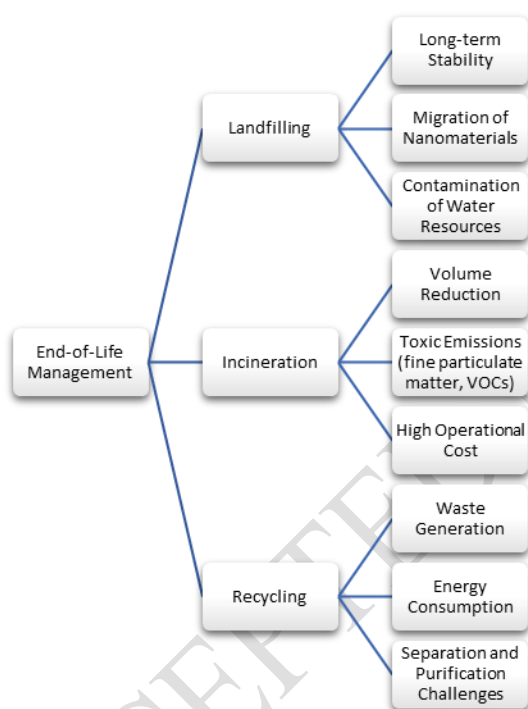 Long-term
Stability
Landfilling
Migration of
Nanomaterials
Contamination
of Water
Resources
Volume
Reduction
End-of-Life
Management
Incineration
Toxic Emissions
(fine particulate
matter, VOCs)
High Operational
Cost
Waste
Generation
Recycling
Energy
Consumption
Separation and
Purification
Challenges